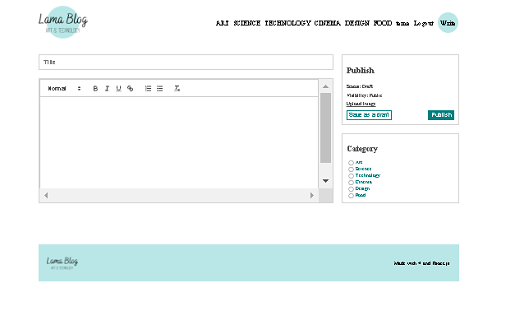 Lama Blog
ART & TECHNOLOGY
ART SCIENCE TECHNOLOGY CINEMA DESIGN FOOD Logout Write
Title
Publish
Normal B I U
Status: Draft
Visibility: Public
Upload Image
Save as a draft Publish
Category
Art
Science
Technology
Cinema
Design
Food
Lama Blog
ART & TECHNOLOGY
Made with ♥ and React.js